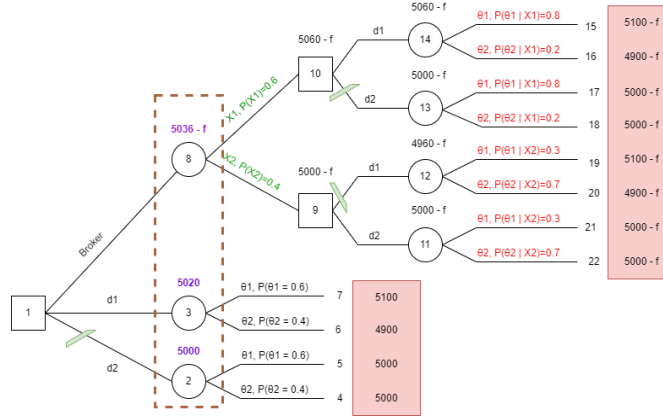 5060 - f
θ1, P(θ1 | X1)=0.8
15
5100 - f
d1
14
5060 - f
θ2, P(θ2 | X1)=0.2
16
4900 - f
10
X1, P(X1)=0.6
5000 - f
θ1, P(θ1 | X1)=0.8
17
5000 - f
d2
13
θ2, P(θ2 | X1)=0.2
18
5000 - f
5036 - f
8
X2, P(X2)=0.4
4960 - f
θ1, P(θ1 | X2)=0.3
19
5100 - f
5000 - f
d1
12
θ2, P(θ2 | X2)=0.7
20
4900 - f
9
5000 - f
θ1, P(θ1 | X2)=0.3
21
5000 - f
d2
11
θ2, P(θ2 | X2)=0.7
22
5000 - f
Broker
5020
θ1, P(θ1 = 0.6)
7
5100
1
d1
3
θ2, P(θ2 = 0.4)
6
4900
5000
θ1, P(θ1 = 0.6)
5
5000
d2
2
θ2, P(θ2 = 0.4)
4
5000